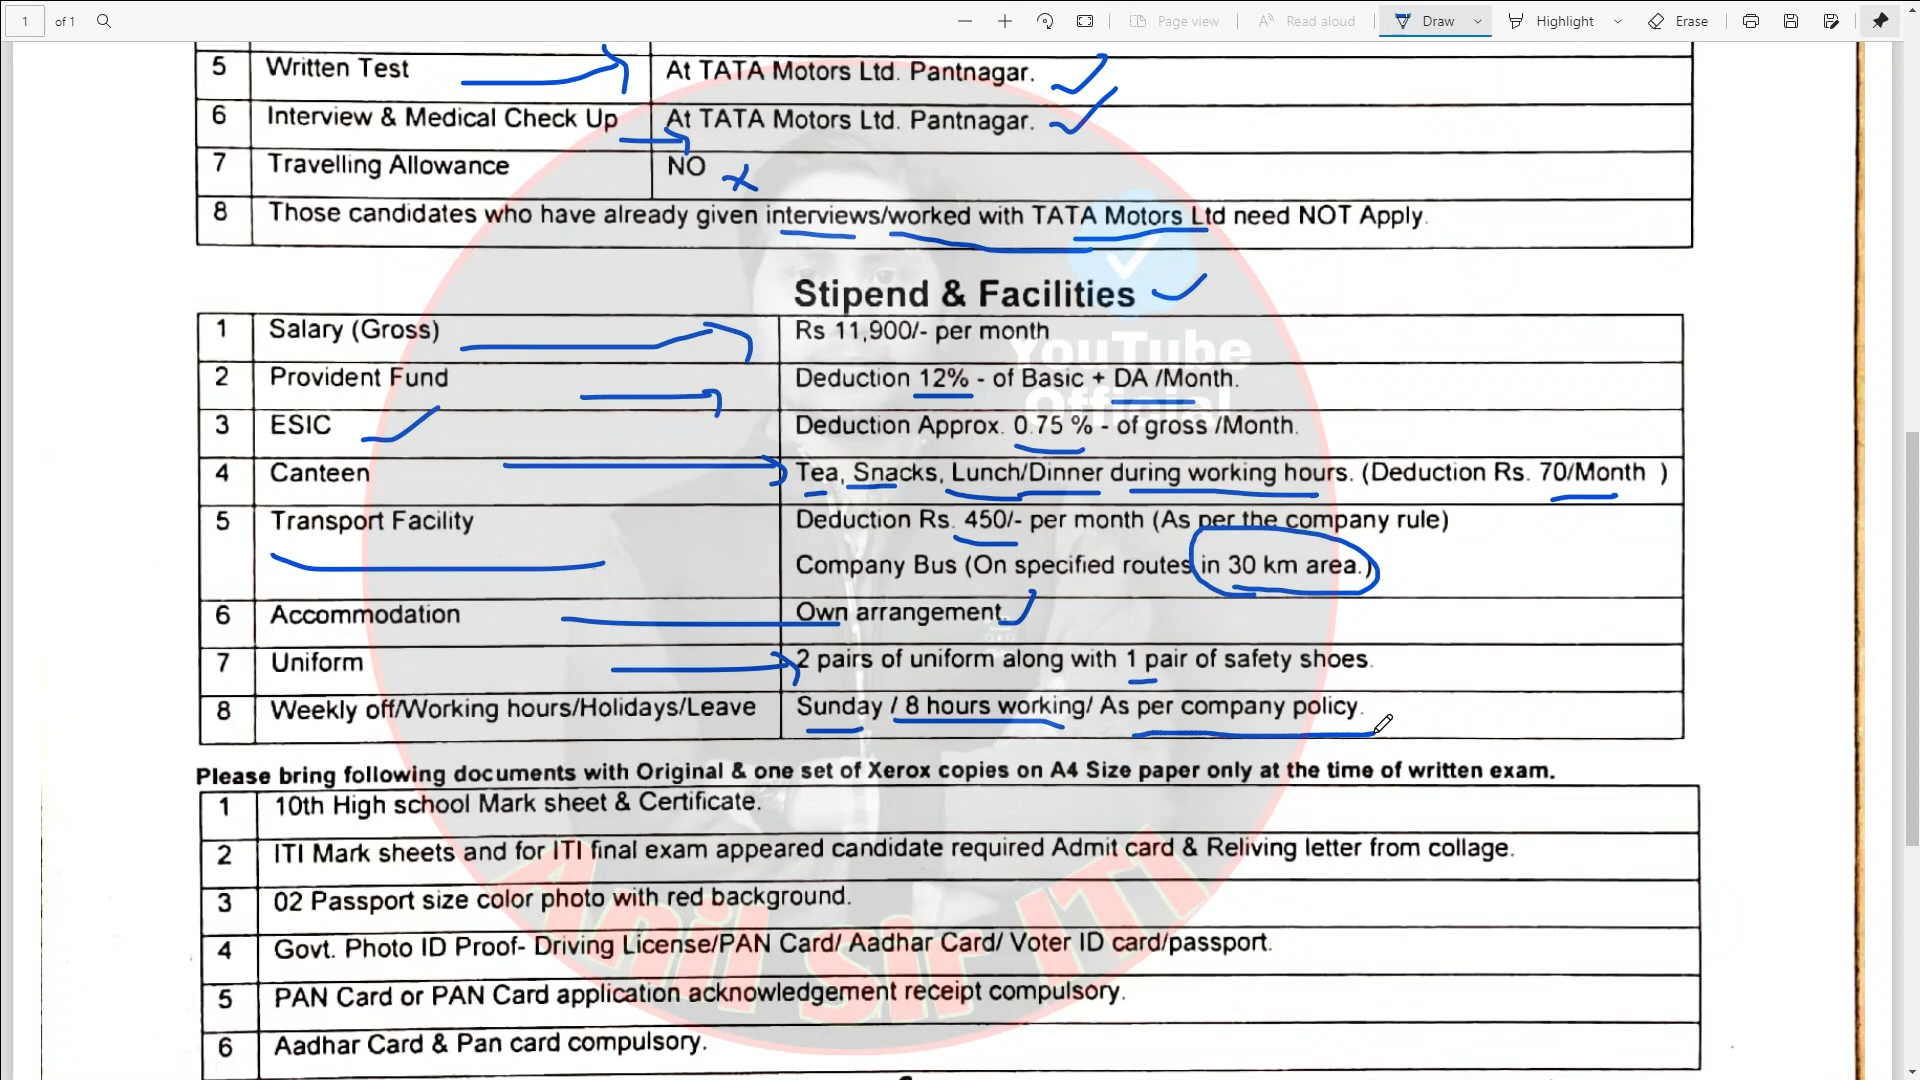 1 of 1 Page view Read aloud Draw Highlight Erase
5 Written Test At TATA Motors Ltd. Pantnagar.
6 Interview & Medical Check Up At TATA Motors Ltd. Pantnagar.
7 Travelling Allowance NO
8 Those candidates who have already given interviews/worked with TATA Motors Ltd need NOT Apply.
Stipend & Facilities
1 Salary (Gross) Rs 11,900/- per month
YouTube
2 Provident Fund Deduction 12% - of Basic + DA /Month.
Official
3 ESIC Deduction Approx. 0.75 % - of gross /Month.
4 Canteen Tea, Snacks, Lunch/Dinner during working hours. (Deduction Rs. 70/Month )
5 Transport Facility Deduction Rs. 450/- per month (As per the company rule)
Company Bus (On specified routes in 30 km area.)
6 Accommodation Own arrangement.
7 Uniform 2 pairs of uniform along with 1 pair of safety shoes.
8 Weekly off/Working hours/Holidays/Leave Sunday / 8 hours working/ As per company policy.
Please bring following documents with Original & one set of Xerox copies on A4 Size paper only at the time of written exam.
1 10th High school Mark sheet & Certificate.
2 ITI Mark sheets and for ITI final exam appeared candidate required Admit card & Reliving letter from collage.
3 02 Passport size color photo with red background.
4 Govt. Photo ID Proof- Driving License/PAN Card/ Aadhar Card/ Voter ID card/passport.
Anil Sir ITI
5 PAN Card or PAN Card application acknowledgement receipt compulsory.
6 Aadhar Card & Pan card compulsory.